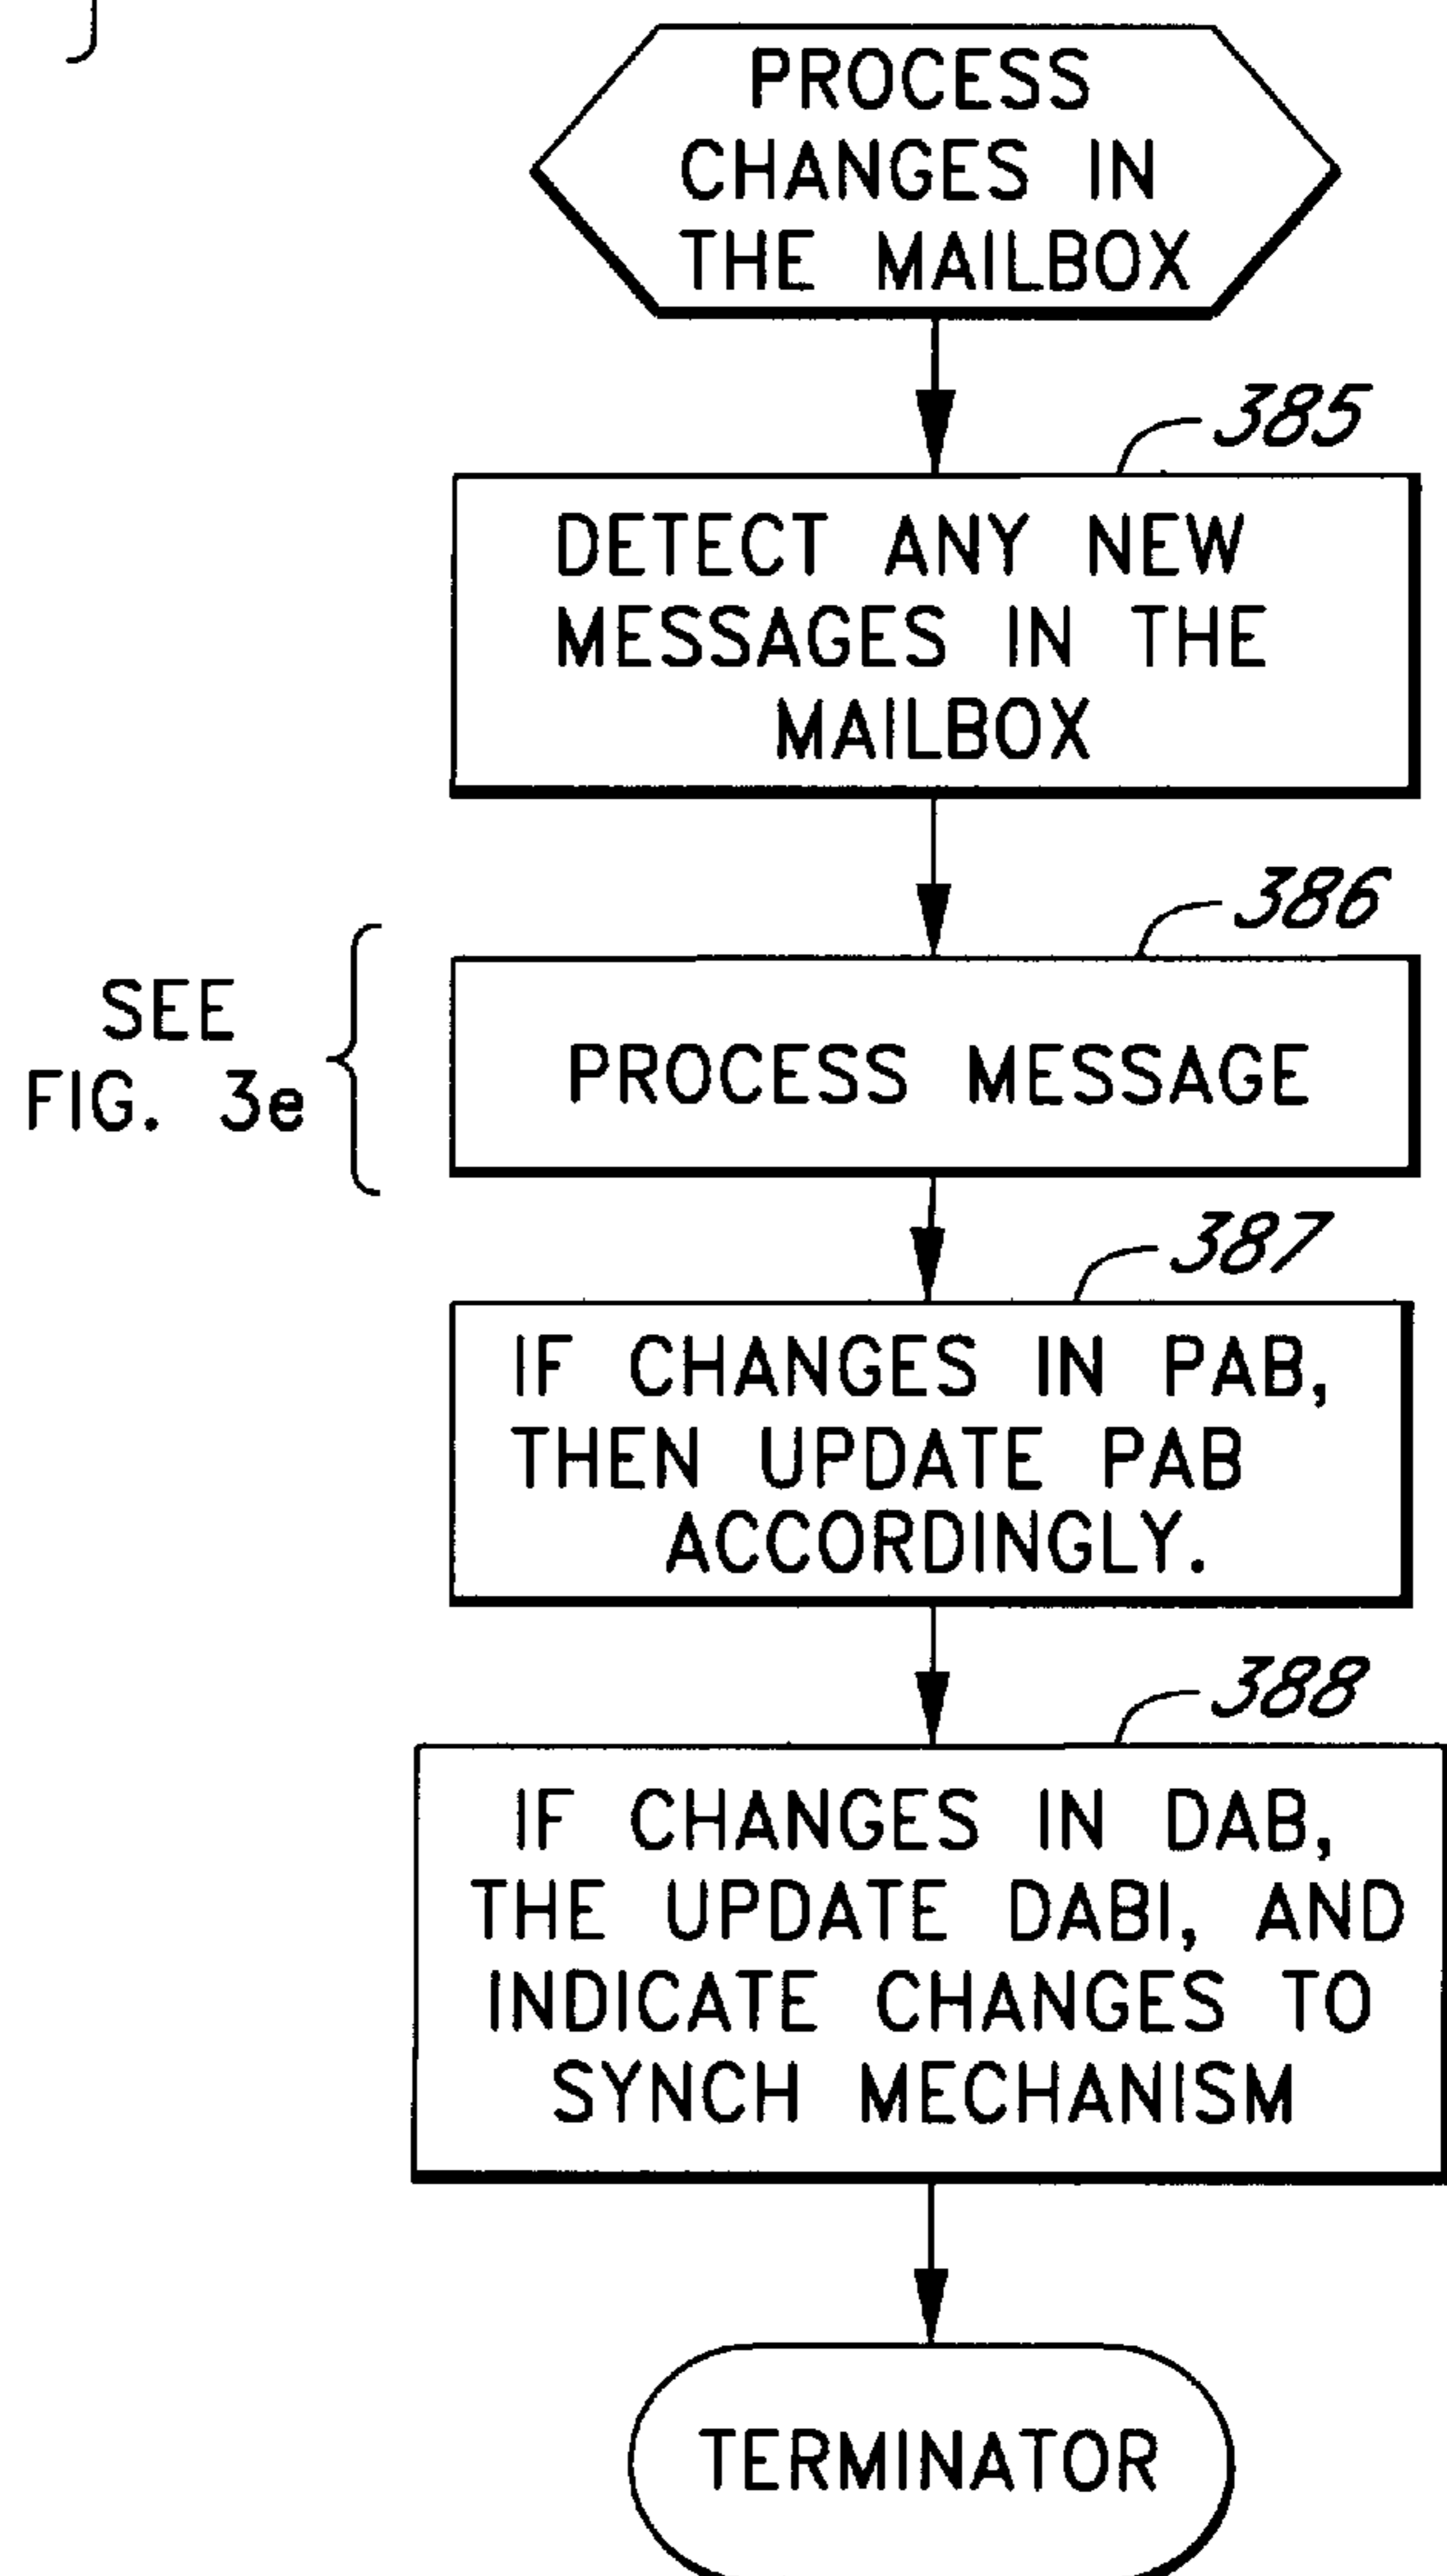 PROCESS
CHANGES IN
THE MAILBOX
385
DETECT ANY NEW
MESSAGES IN THE
MAILBOX
386
SEE
FIG. 3e
PROCESS MESSAGE
387
IF CHANGES IN PAB,
THEN UPDATE PAB
ACCORDINGLY.
388
IF CHANGES IN DAB,
THE UPDATE DABI, AND
INDICATE CHANGES TO
SYNCH MECHANISM
TERMINATOR